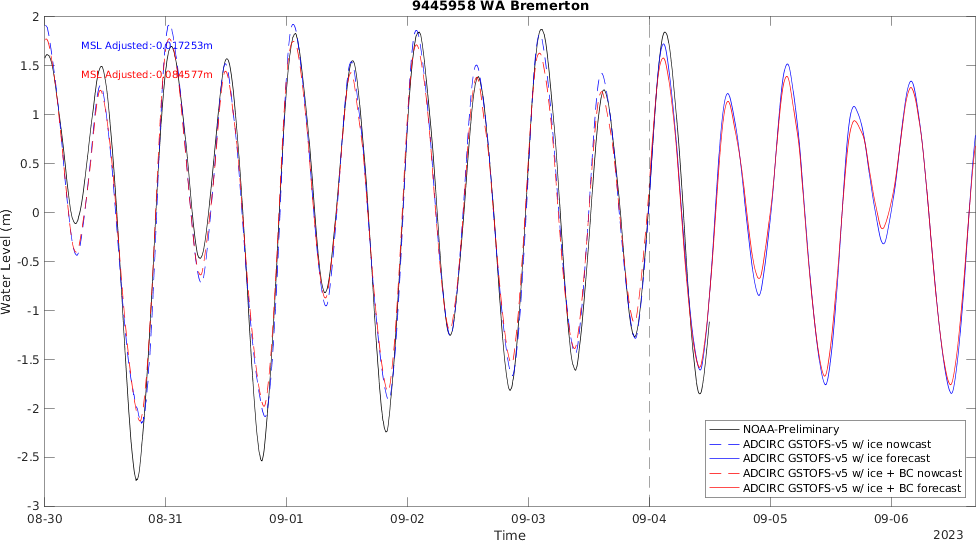 9445958 WA Bremerton
MSL Adjusted:-0.017253m
MSL Adjusted:-0.084577m
2
1.5
1
0.5
0
-0.5
-1
-1.5
-2
-2.5
-3
Water Level (m)
08-30 08-31 09-01 09-02 09-03 09-04 09-05 09-06
Time
2023
NOAA-Preliminary
ADCIRC GSTOFS-v5 w/ ice nowcast
ADCIRC GSTOFS-v5 w/ ice forecast
ADCIRC GSTOFS-v5 w/ ice + BC nowcast
ADCIRC GSTOFS-v5 w/ ice + BC forecast